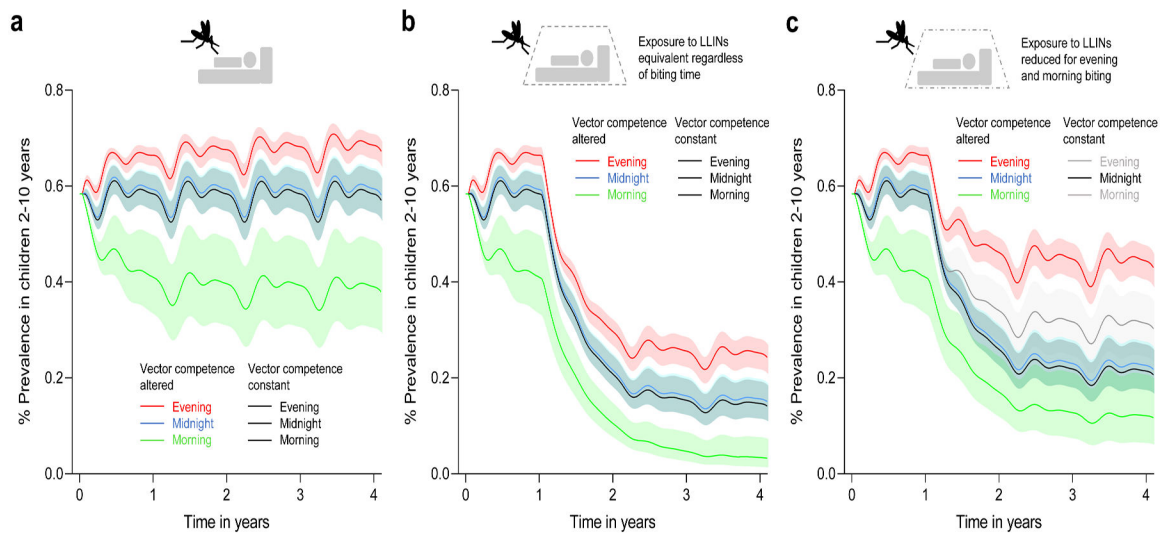 a
% Prevalence in children 2-10 years
0.8
0.6
0.4
0.2
0.0
Vector competence altered
Vector competence constant
Evening
Evening
Midnight
Midnight
Morning
Morning
0 1 2 3 4
Time in years
b
Exposure to LLINs
equivalent regardless
of biting time
% Prevalence in children 2-10 years
0.8
0.6
0.4
0.2
0.0
Vector competence altered
Vector competence constant
Evening
Evening
Midnight
Midnight
Morning
Morning
0 1 2 3 4
Time in years
c
Exposure to LLINs
reduced for evening
and morning biting
% Prevalence in children 2-10 years
0.8
0.6
0.4
0.2
0.0
Vector competence altered
Vector competence constant
Evening
Evening
Midnight
Midnight
Morning
Morning
0 1 2 3 4
Time in years